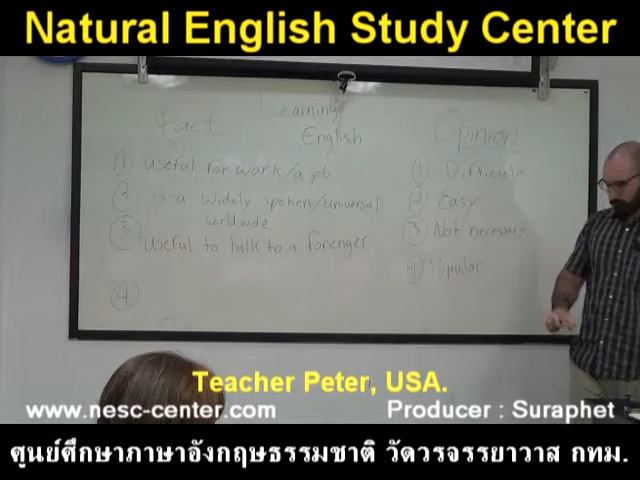 Natural English Study Center
Learning
English
Fact
① useful for work/a job
② is a widely spoken/universal
worldwide
③ useful to talk to a forienger
④
Opinion
① Difficult
② Easy
③ Not necessary
④ Popular
Teacher Peter, USA.
www.nesc-center.com
Producer : Suraphet
ศูนย์ศึกษาภาษาอังกฤษธรรมชาติ วัดวรจรรยาวาส กทม.